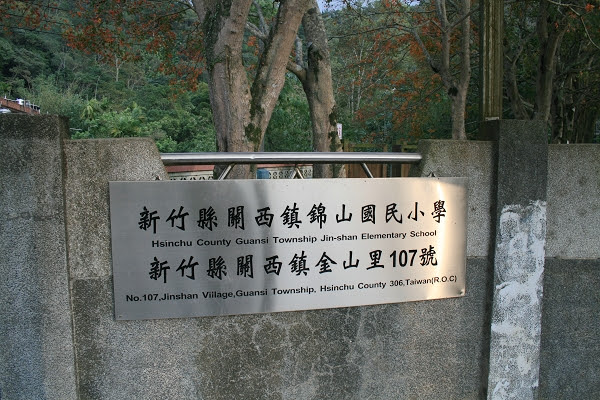 新竹縣關西鎮錦山國民小學
Hsinchu County Guansi Township Jin-shan Elementary School
新竹縣關西鎮金山里107號
No.107,Jinshan Village,Guansi Township, Hsinchu County 306,Taiwan(R.O.C)